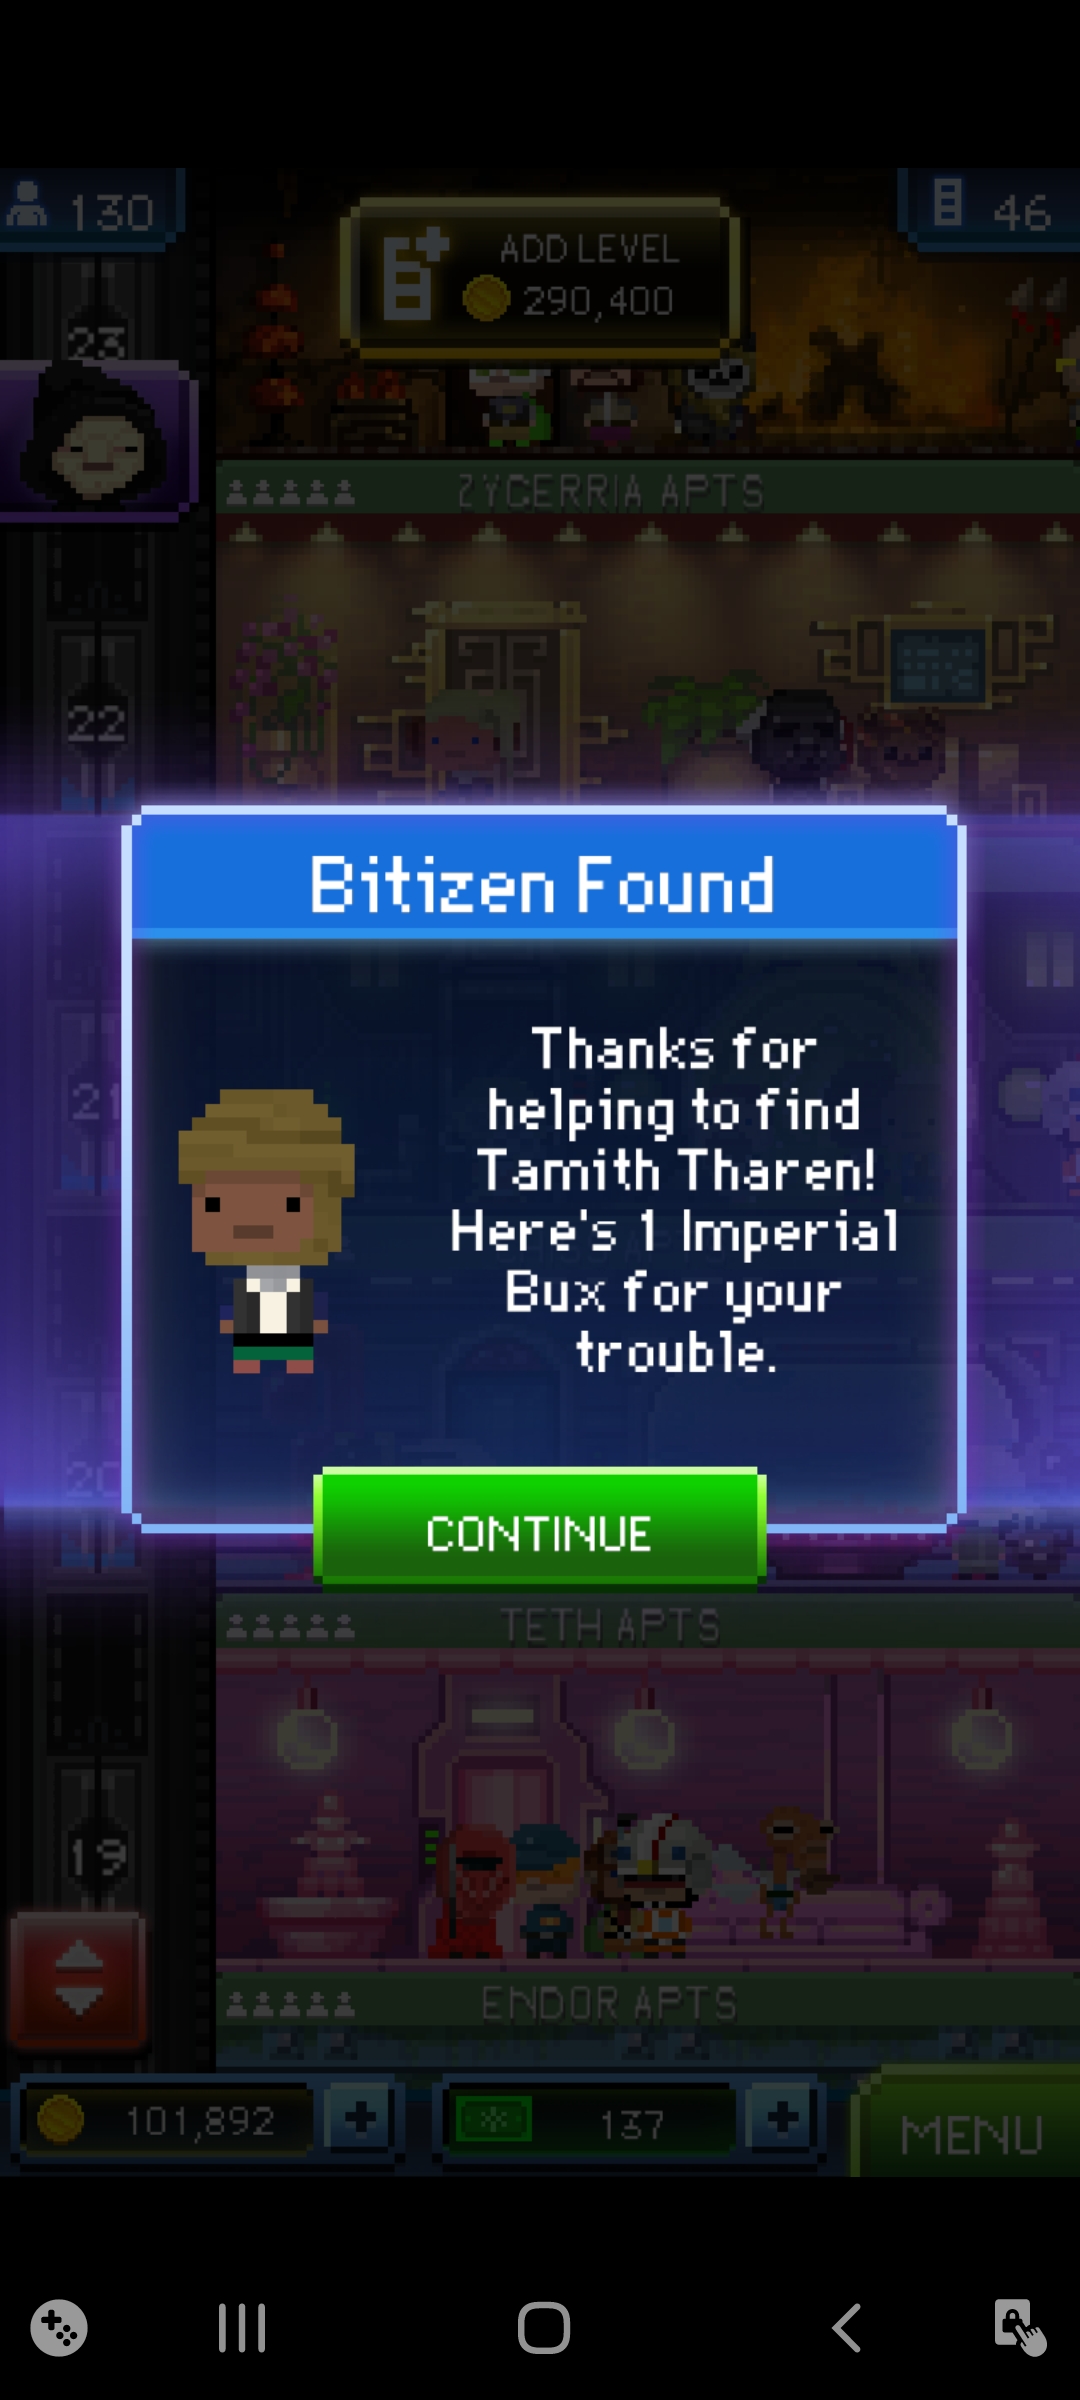 130
ADD LEVEL
290,400
46
23
ZYCERRIA APTS
22
Bitizen Found
Thanks for
helping to find
Tamith Tharen!
Here's 1 Imperial
Bux for your
trouble.
21
20
CONTINUE
TETH APTS
19
ENDOR APTS
101,892
137
MENU